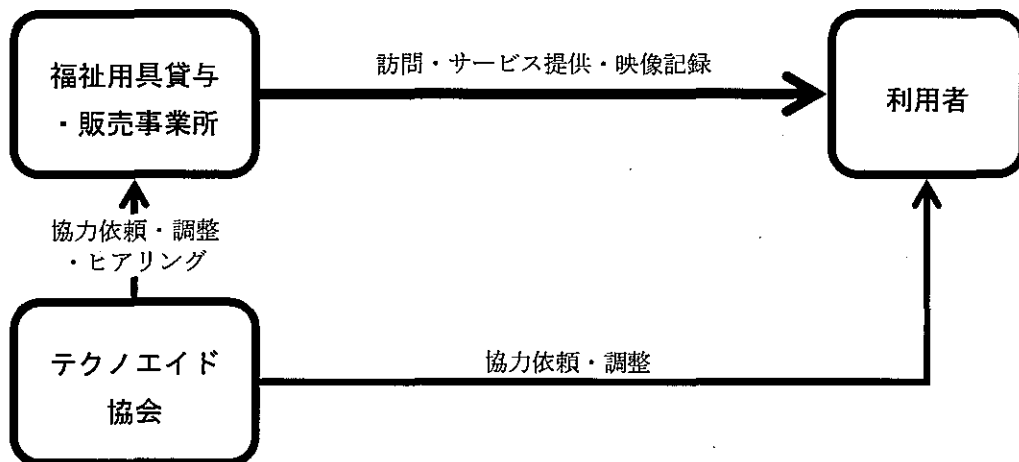 福祉用具貸与
・販売事業所
訪問・サービス提供・映像記録
利用者
協力依頼・調整
・ヒアリング
テクノエイド
協会
協力依頼・調整